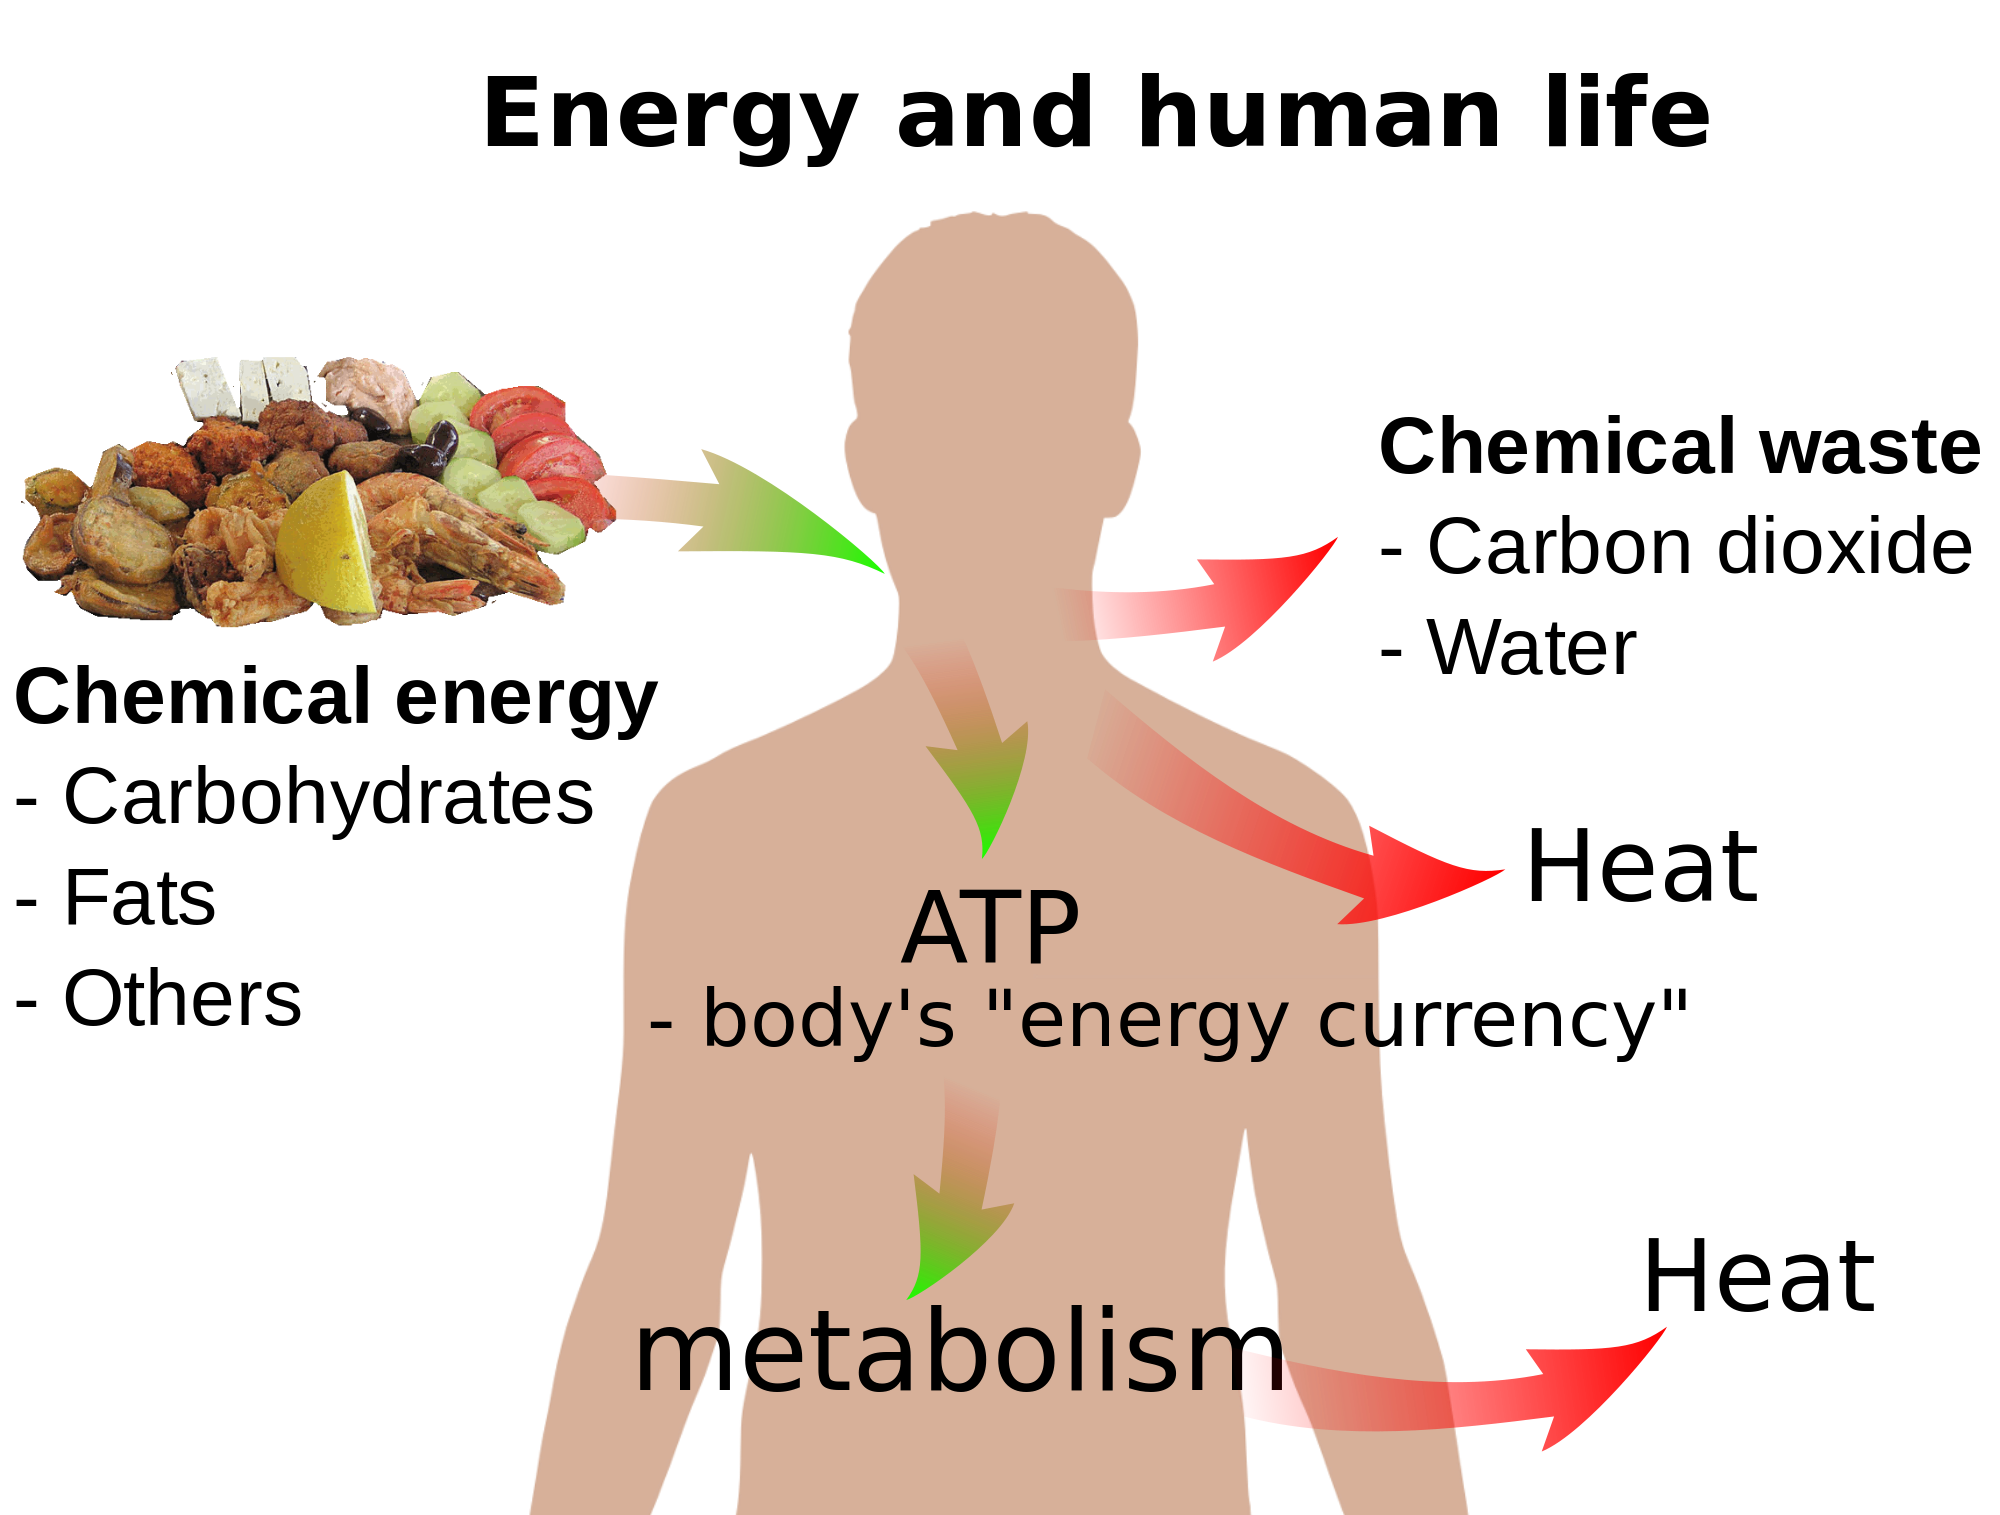 Energy and human life
Chemical energy
- Carbohydrates
- Fats
- Others
Chemical waste
- Carbon dioxide
- Water
Heat
ATP
- body's "energy currency"
metabolism
Heat